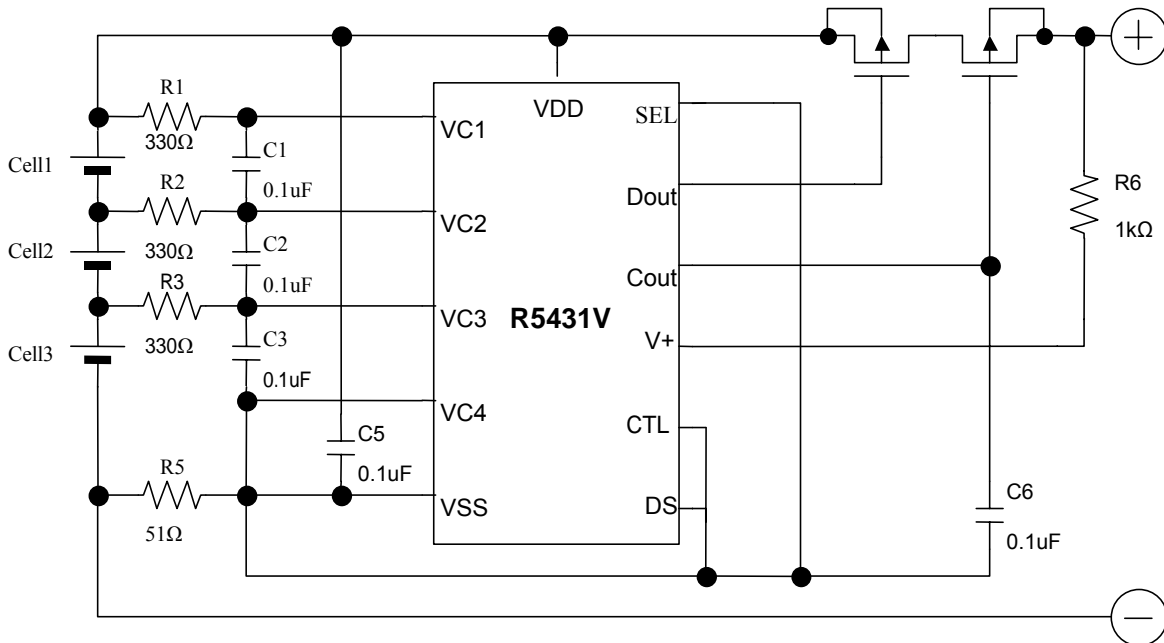 R1
330Ω
Cell1
C1
0.1uF
R2
330Ω
Cell2
C2
0.1uF
R3
330Ω
Cell3
C3
0.1uF
R5
51Ω
C5
0.1uF
VDD
VC1
VC2
VC3
VC4
VSS
R5431V
SEL
Dout
Cout
V+
CTL
DS
R6
1kΩ
C6
0.1uF
+
−